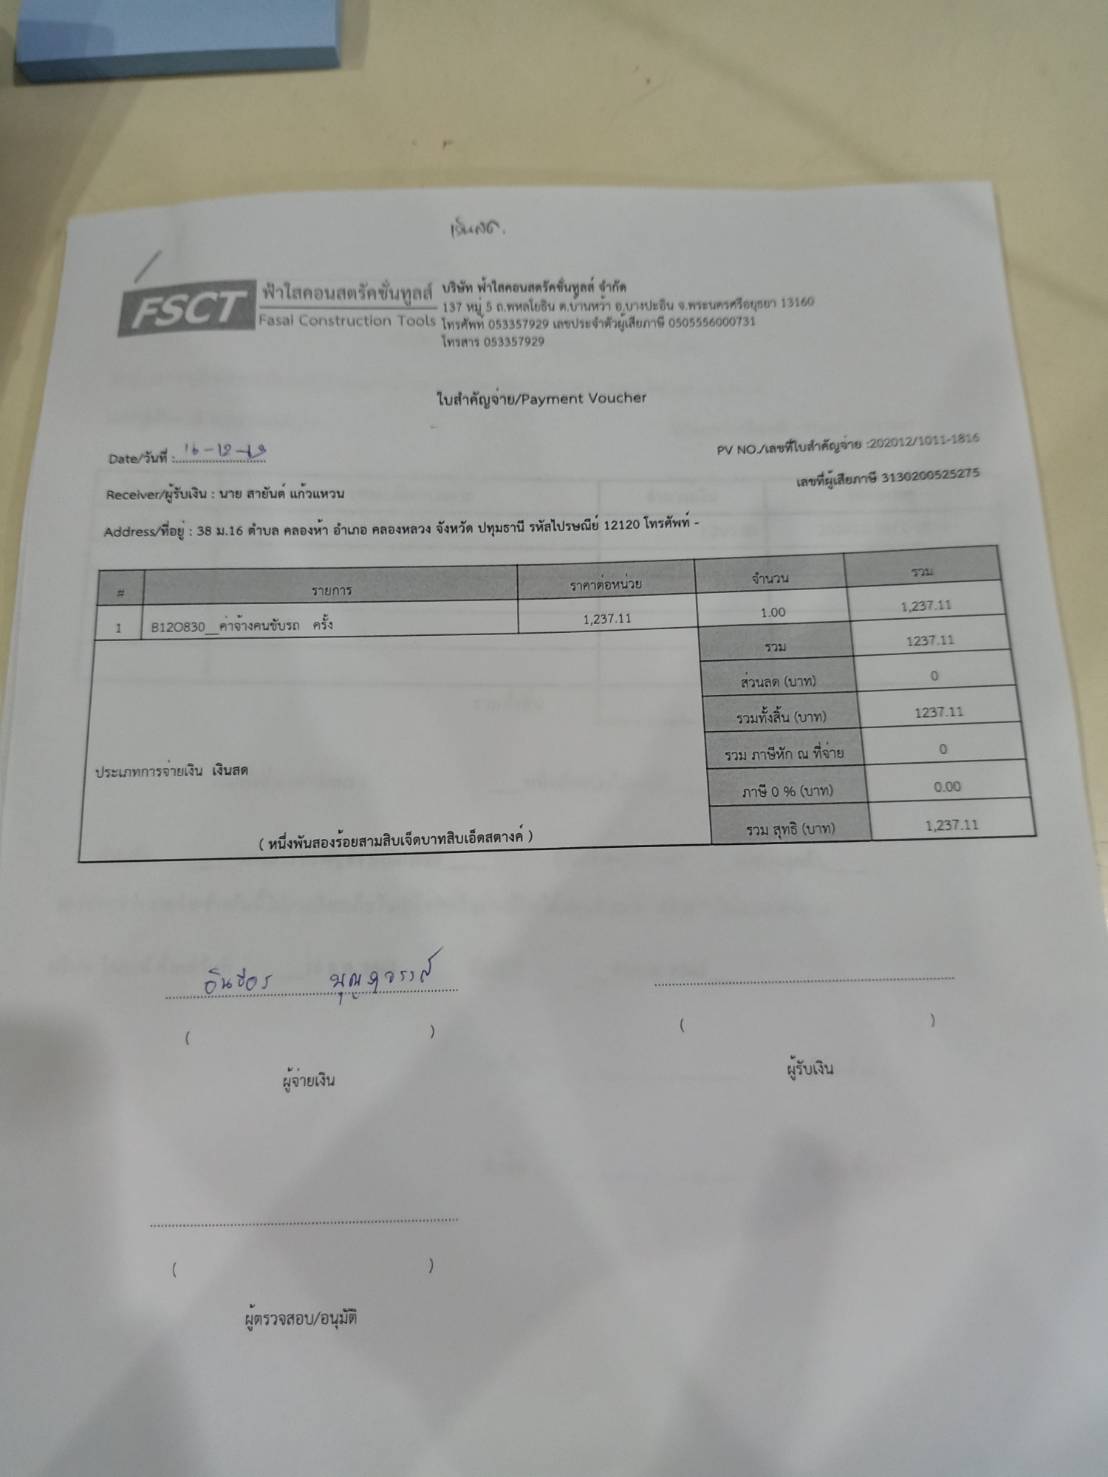 เงินสด.
FSCT
ฟ้าใสคอนสตรัคชั่นทูลส์
Fasai Construction Tools
บริษัท ฟ้าใสคอนสตรัคชั่นทูลส์ จำกัด
137 หมู่ 5 ถ.พหลโยธิน ต.บ้านหว้า อ.บางปะอิน จ.พระนครศรีอยุธยา 13160
โทรศัพท์ 053357929 เลขประจำตัวผู้เสียภาษี 0505556000731
โทรสาร 053357929
ใบสำคัญจ่าย/Payment Voucher
PV NO./เลขที่ใบสำคัญจ่าย :202012/1011-1816
Date/วันที่ : 16-12-
เลขที่ผู้เสียภาษี 3130200525275
Receiver/ผู้รับเงิน : นาย สายันต์ แก้วแหวน
Address/ที่อยู่ : 38 ม.16 ตำบล คลองห้า อำเภอ คลองหลวง จังหวัด ปทุมธานี รหัสไปรษณีย์ 12120 โทรศัพท์ -
# รายการ ราคาต่อหน่วย จำนวน รวม
1 B120830__ค่าจ้างคนขับรถ ครั้ง 1,237.11 1.00 1,237.11
รวม 1237.11
ส่วนลด (บาท) 0
รวมทั้งสิ้น (บาท) 1237.11
รวม ภาษีหัก ณ ที่จ่าย 0
ประเภทการจ่ายเงิน เงินสด
ภาษี 0 % (บาท) 0.00
(หนึ่งพันสองร้อยสามสิบเจ็ดบาทสิบเอ็ดสตางค์ ) รวม สุทธิ (บาท) 1,237.11
( ) ( )
ผู้จ่ายเงิน ผู้รับเงิน
( )
ผู้ตรวจสอบ/อนุมัติ